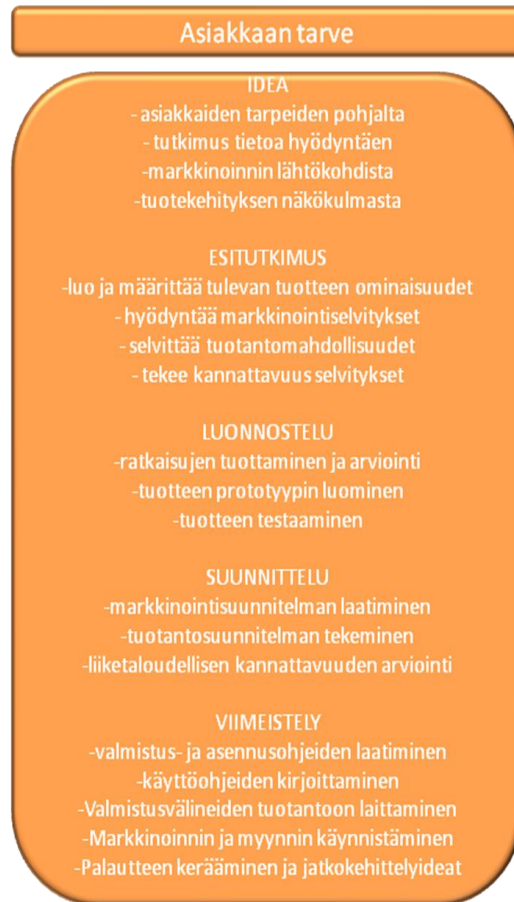 Asiakkaan tarve
IDEA
- asiakkaiden tarpeiden pohjalta
- tutkimus tietoa hyödyntäen
-markkinoinnin lähtökohdista
-tuotekehityksen näkökulmasta
ESITUTKIMUS
-luo ja määrittää tulevan tuotteen ominaisuudet
- hyödyntää markkinointiselvitykset
- selvittää tuotantomahdollisuudet
- tekee kannattavuus selvitykset
LUONNOSTELU
-ratkaisujen tuottaminen ja arviointi
-tuotteen prototyypin luominen
-tuotteen testaaminen
SUUNNITTELU
-markkinointisuunnitelman laatiminen
-tuotantosuunnitelman tekeminen
-liiketaloudellisen kannattavuuden arviointi
VIIMEISTELY
-valmistus- ja asennusohjeiden laatiminen
-käyttöohjeiden kirjoittaminen
-Valmistusvälineiden tuotantoon laittaminen
-Markkinoinnin ja myynnin käynnistäminen
-Palautteen kerääminen ja jatkokehittelyideat